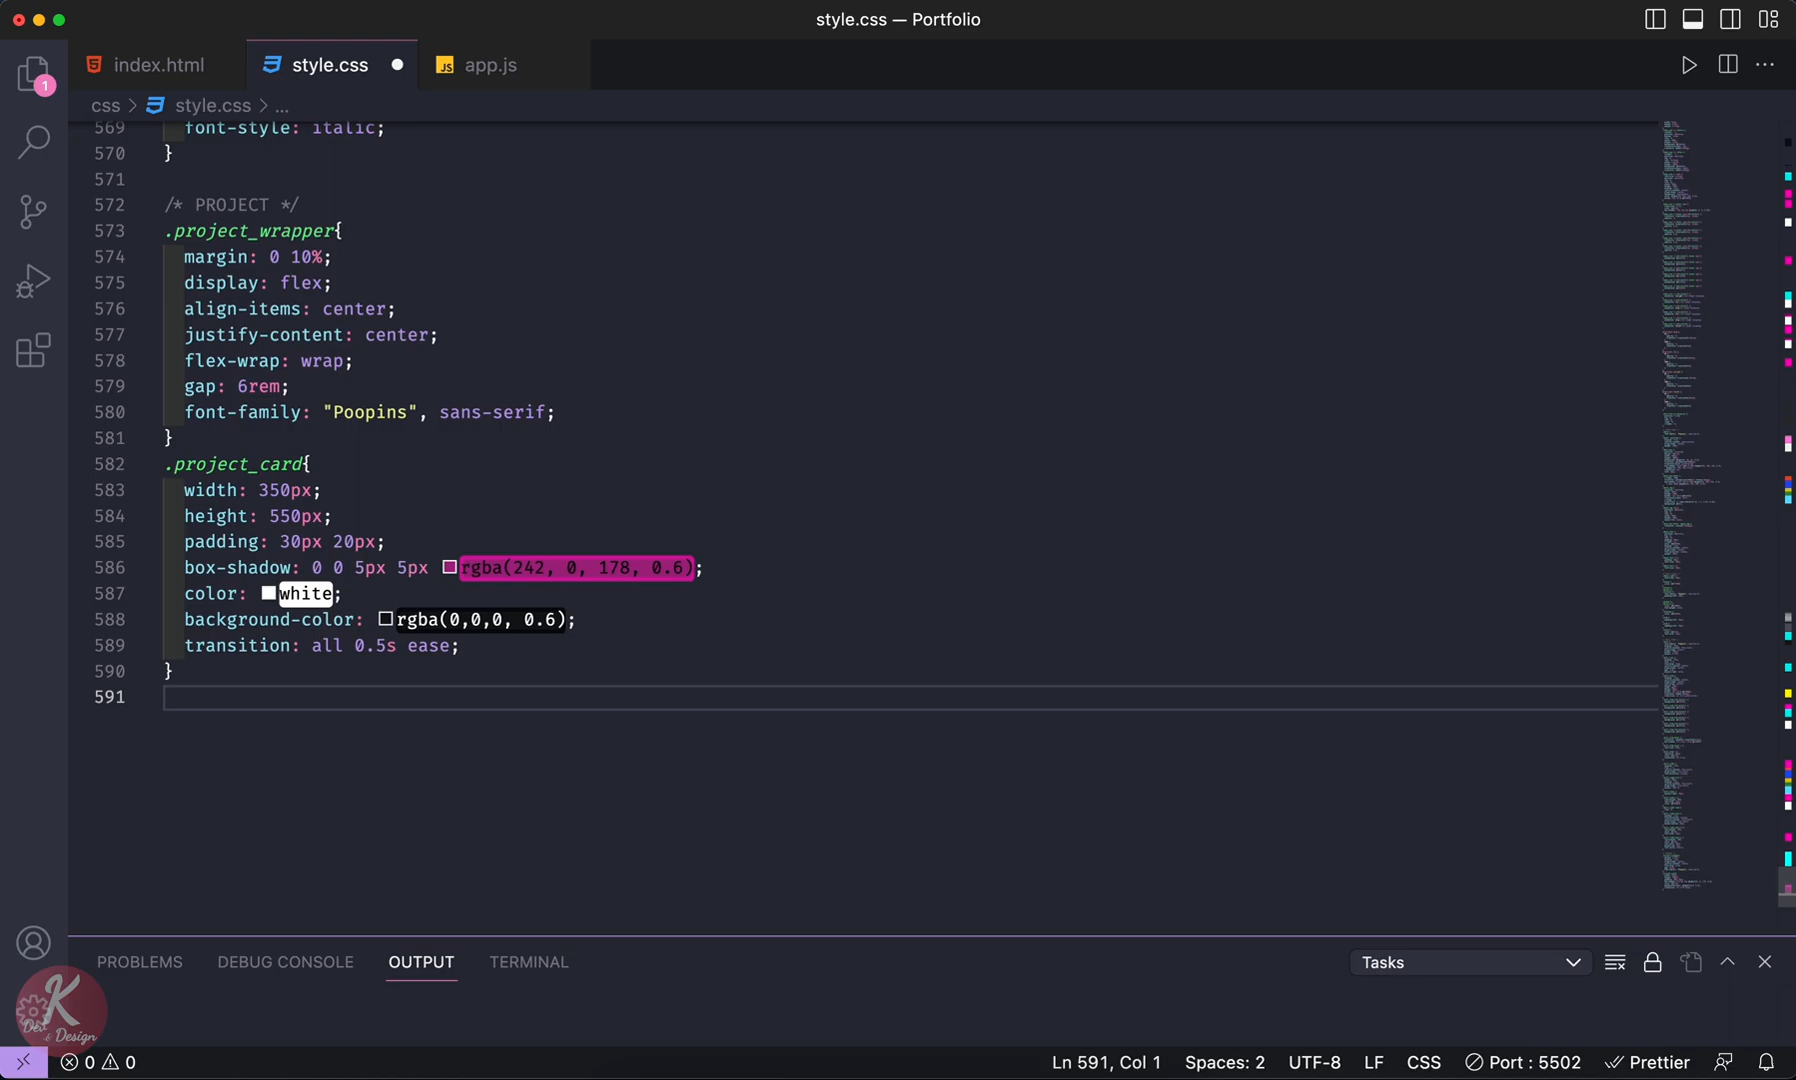 style.css — Portfolio
index.html
style.css
app.js
css > style.css > ...
1
569 font-style: italic;
570 }
571
572 /* PROJECT */
573 .project_wrapper{
574 margin: 0 10%;
575 display: flex;
576 align-items: center;
577 justify-content: center;
578 flex-wrap: wrap;
579 gap: 6rem;
580 font-family: "Poopins", sans-serif;
581 }
582 .project_card{
583 width: 350px;
584 height: 550px;
585 padding: 30px 20px;
586 box-shadow: 0 0 5px 5px rgba(242, 0, 178, 0.6);
587 color: white;
588 background-color: rgba(0,0,0, 0.6);
589 transition: all 0.5s ease;
590 }
591
PROBLEMS DEBUG CONSOLE OUTPUT TERMINAL Tasks
K
Dev & Design
0 0 Ln 591, Col 1 Spaces: 2 UTF-8 LF CSS Port : 5502 Prettier